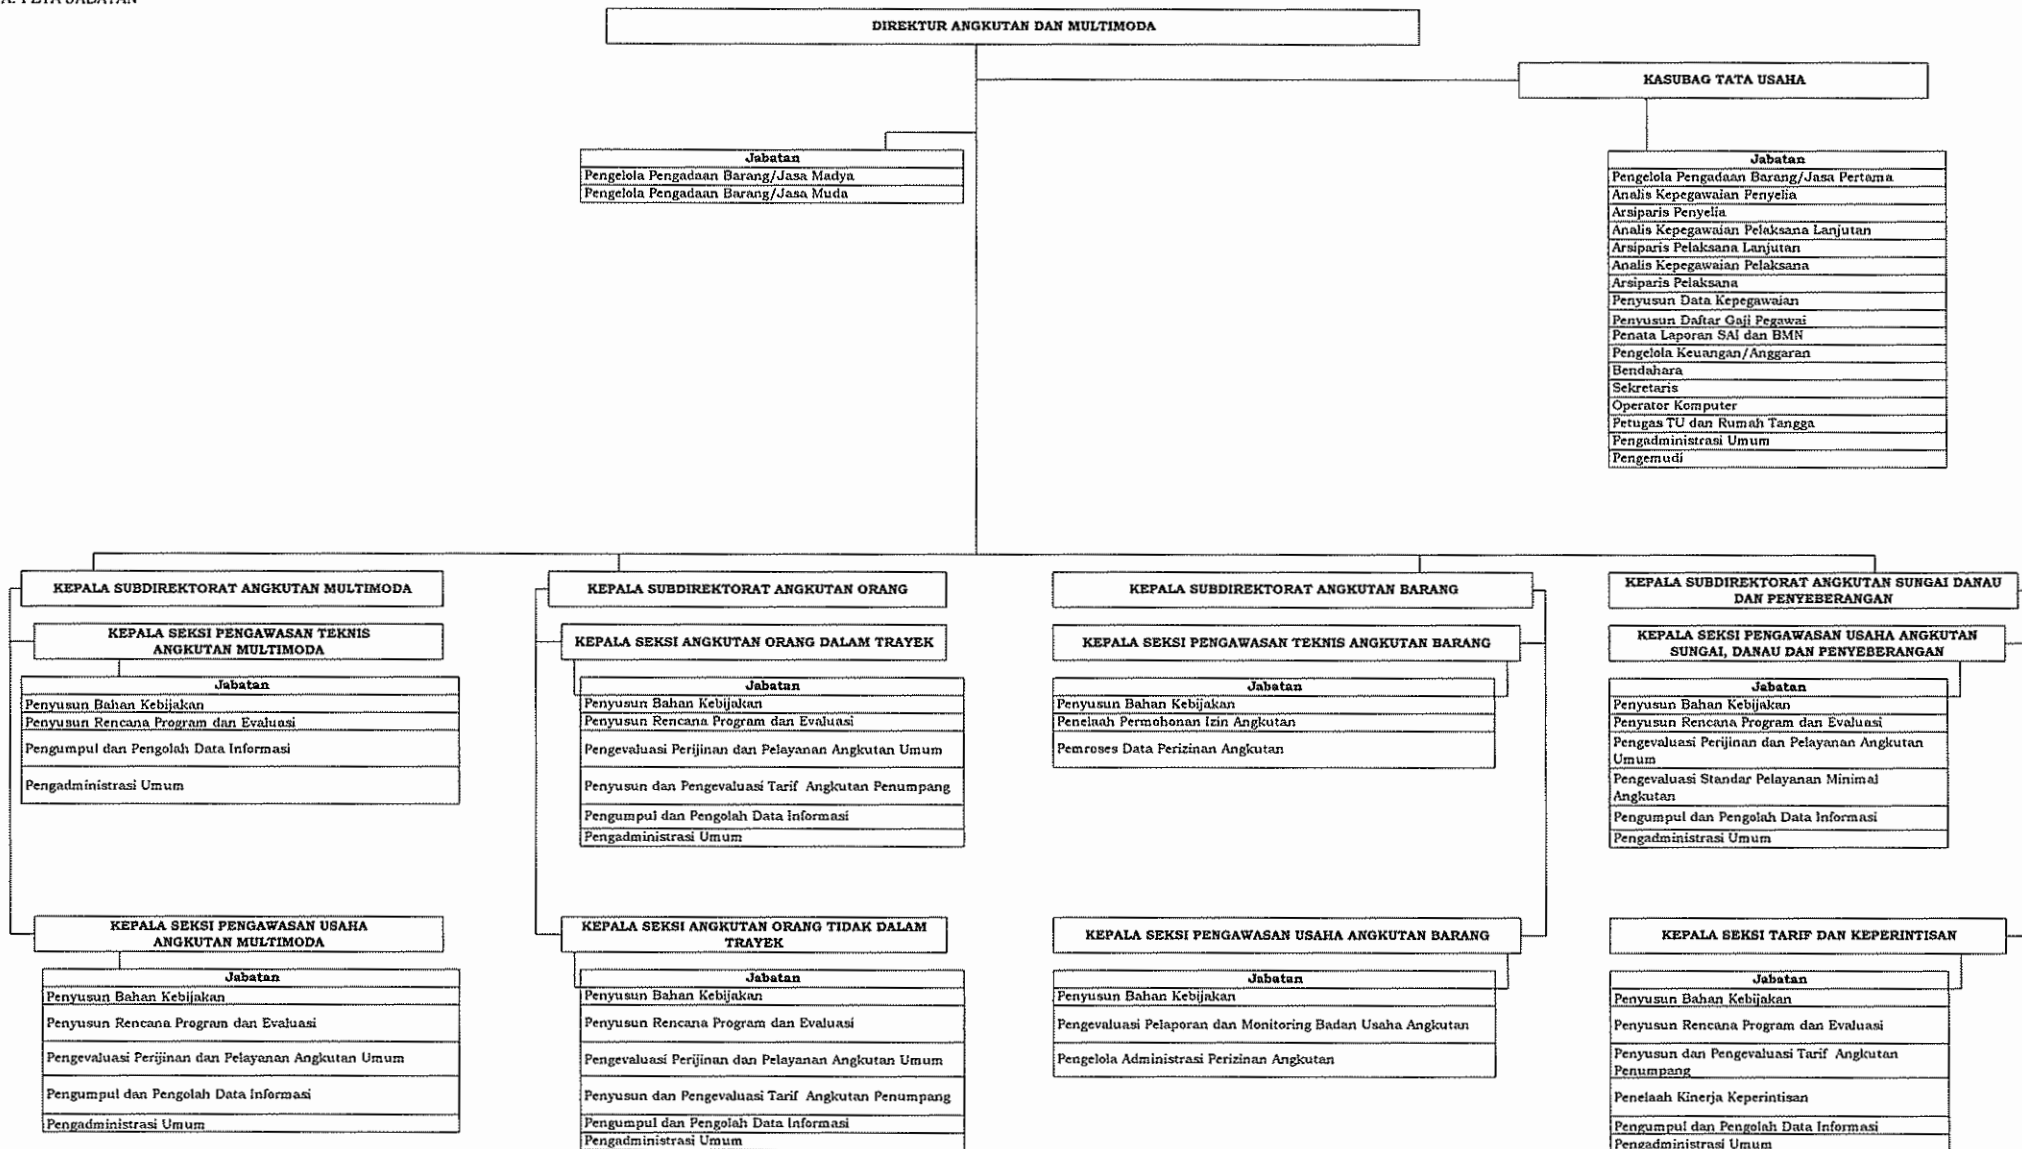 A. PETA JABATAN
DIREKTUR ANGKUTAN DAN MULTIMODA
KASUBAG TATA USAHA
Jabatan
Pengelola Pengadaan Barang/Jasa Madya
Pengelola Pengadaan Barang/Jasa Muda
Jabatan
Pengelola Pengadaan Barang/Jasa Pertama
Analis Kepegawaian Penyelia
Arsiparis Penyelia
Analis Kepegawaian Pelaksana Lanjutan
Arsiparis Pelaksana Lanjutan
Analis Kepegawaian Pelaksana
Arsiparis Pelaksana
Penyusun Data Kepegawaian
Penyusun Daftar Gaji Pegawai
Penata Laporan SAI dan BMN
Pengelola Keuangan/Anggaran
Bendahara
Sekretaris
Operator Komputer
Petugas TU dan Rumah Tangga
Pengadministrasi Umum
Pengemudi
KEPALA SUBDIREKTORAT ANGKUTAN MULTIMODA
KEPALA SEKSI PENGAWASAN TEKNIS
ANGKUTAN MULTIMODA
Jabatan
Penyusun Bahan Kebijakan
Penyusun Rencana Program dan Evaluasi
Pengumpul dan Pengolah Data Informasi
Pengadministrasi Umum
KEPALA SEKSI PENGAWASAN USAHA
ANGKUTAN MULTIMODA
Jabatan
Penyusun Bahan Kebijakan
Penyusun Rencana Program dan Evaluasi
Pengevaluasi Perijinan dan Pelayanan Angkutan Umum
Pengumpul dan Pengolah Data Informasi
Pengadministrasi Umum
KEPALA SUBDIREKTORAT ANGKUTAN ORANG
KEPALA SEKSI ANGKUTAN ORANG DALAM TRAYEK
Jabatan
Penyusun Bahan Kebijakan
Penyusun Rencana Program dan Evaluasi
Pengevaluasi Perijinan dan Pelayanan Angkutan Umum
Penyusun dan Pengevaluasi Tarif Angkutan Penumpang
Pengumpul dan Pengolah Data Informasi
Pengadministrasi Umum
KEPALA SEKSI ANGKUTAN ORANG TIDAK DALAM
TRAYEK
Jabatan
Penyusun Bahan Kebijakan
Penyusun Rencana Program dan Evaluasi
Pengevaluasi Perijinan dan Pelayanan Angkutan Umum
Penyusun dan Pengevaluasi Tarif Angkutan Penumpang
Pengumpul dan Pengolah Data Informasi
Pengadministrasi Umum
KEPALA SUBDIREKTORAT ANGKUTAN BARANG
KEPALA SEKSI PENGAWASAN TEKNIS ANGKUTAN BARANG
Jabatan
Penyusun Bahan Kebijakan
Penelaah Permohonan Izin Angkutan
Pemroses Data Perizinan Angkutan
KEPALA SEKSI PENGAWASAN USAHA ANGKUTAN BARANG
Jabatan
Penyusun Bahan Kebijakan
Pengevaluasi Pelaporan dan Monitoring Badan Usaha Angkutan
Pengelola Administrasi Perizinan Angkutan
KEPALA SUBDIREKTORAT ANGKUTAN SUNGAI DANAU
DAN PENYEBERANGAN
KEPALA SEKSI PENGAWASAN USAHA ANGKUTAN
SUNGAI, DANAU DAN PENYEBERANGAN
Jabatan
Penyusun Bahan Kebijakan
Penyusun Rencana Program dan Evaluasi
Pengevaluasi Perijinan dan Pelayanan Angkutan
Umum
Pengevaluasi Standar Pelayanan Minimal
Angkutan
Pengumpul dan Pengolah Data Informasi
Pengadministrasi Umum
KEPALA SEKSI TARIF DAN KEPERINTISAN
Jabatan
Penyusun Bahan Kebijakan
Penyusun Rencana Program dan Evaluasi
Penyusun dan Pengevaluasi Tarif Angkutan
Penumpang
Penelaah Kinerja Keperintisan
Pengumpul dan Pengolah Data Informasi
Pengadministrasi Umum